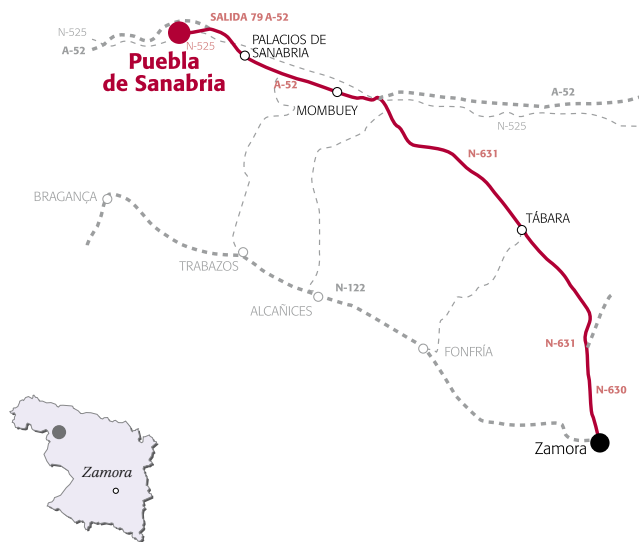 SALIDA 79 A-52
N-525
A-52
N-525
PALACIOS DE
SANABRIA
Puebla
de Sanabria
A-52
MOMBUEY
A-52
N-525
N-631
BRAGANÇA
TÁBARA
TRABAZOS
N-122
ALCAÑICES
N-631
FONFRÍA
N-630
Zamora
Zamora